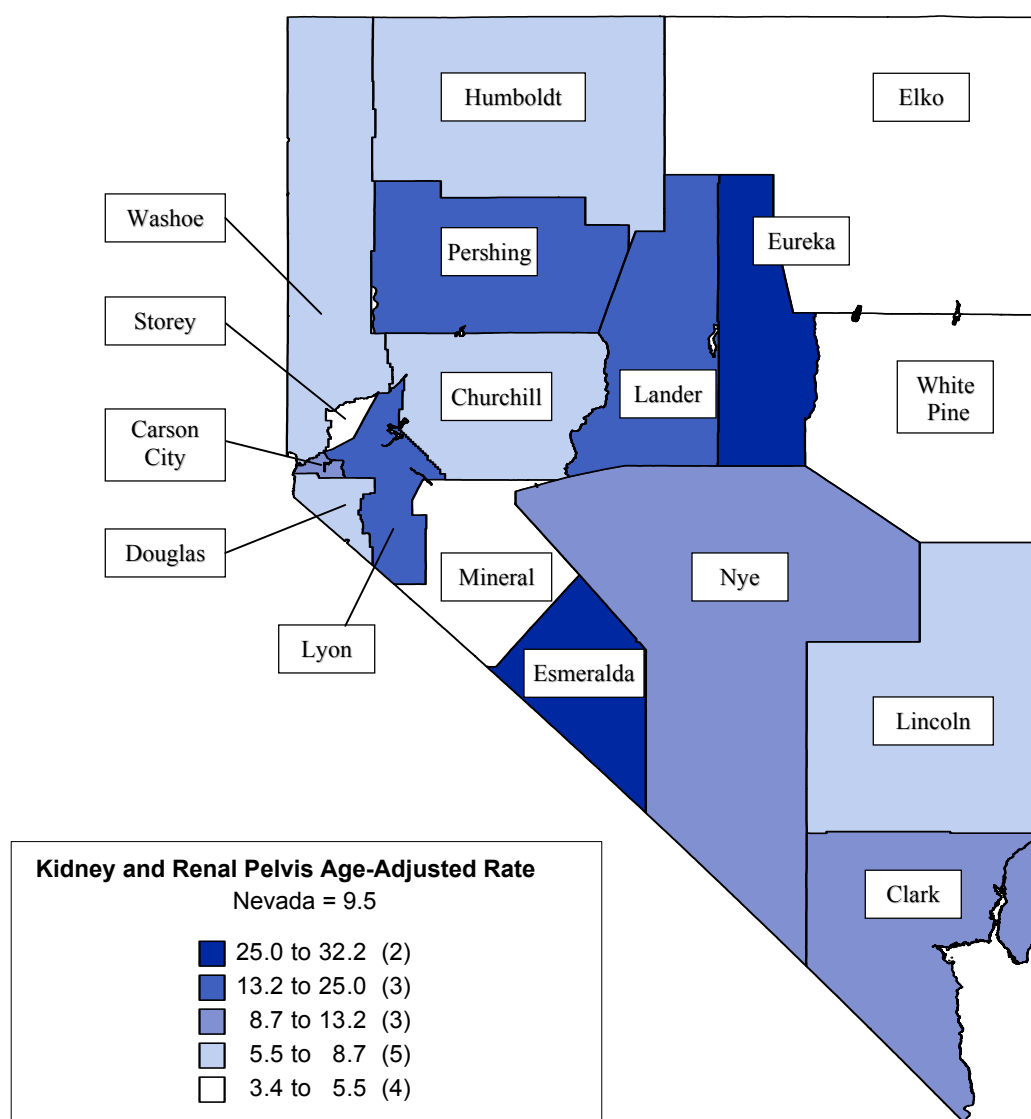 Humboldt
Elko
Washoe
Pershing
Eureka
Storey
Churchill
Lander
White
Pine
Carson
City
Douglas
Mineral
Nye
Lyon
Esmeralda
Lincoln
Clark
Kidney and Renal Pelvis Age-Adjusted Rate
Nevada = 9.5
25.0 to 32.2 (2)
13.2 to 25.0 (3)
8.7 to 13.2 (3)
5.5 to 8.7 (5)
3.4 to 5.5 (4)